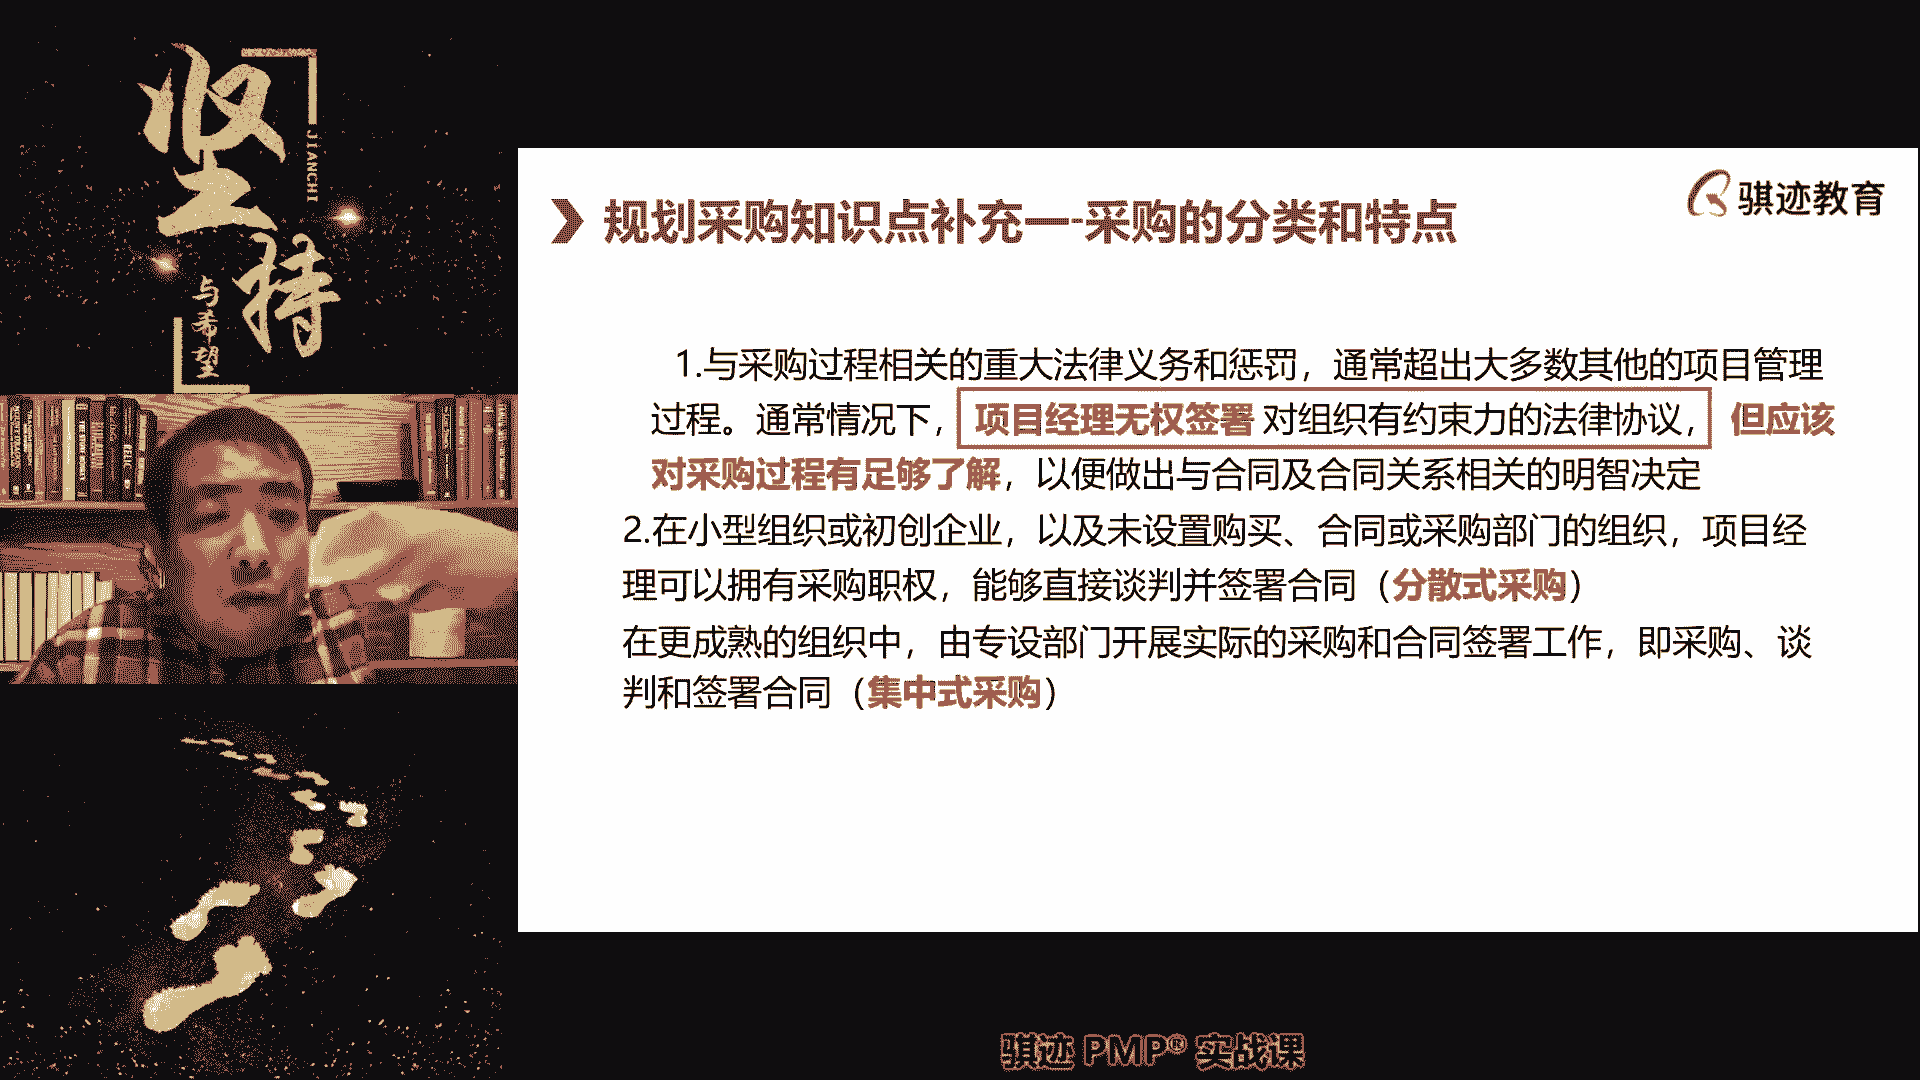 坚持
JIANCHI
与希望
骐迹教育
规划采购知识点补充一-采购的分类和特点
1.与采购过程相关的重大法律义务和惩罚，通常超出大多数其他的项目管理
过程。通常情况下，项目经理无权签署 对组织有约束力的法律协议，但应该
对采购过程有足够了解，以便做出与合同及合同关系相关的明智决定
2.在小型组织或初创企业，以及未设置购买、合同或采购部门的组织，项目经
理可以拥有采购职权，能够直接谈判并签署合同（分散式采购）
在更成熟的组织中，由专设部门开展实际的采购和合同签署工作，即采购、谈
判和签署合同（集中式采购）
骐迹 PMP® 实战课